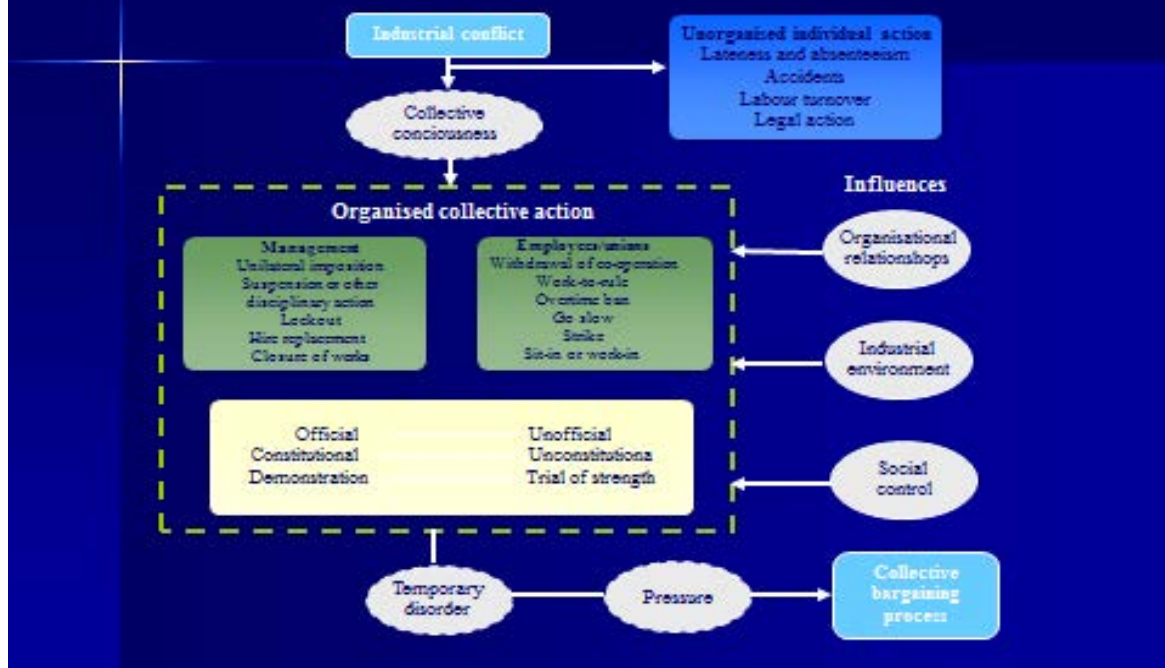 Industrial conflict
Unorganised individual action
Lateness and absenteeism
Accidents
Labour turnover
Legal action
Collective
conciousness
Influences
Organised collective action
Management
Unilateral imposition
Suspension or other
disciplinary action
Lockout
Hire replacement
Closure of works
Employees/unions
Withdrawal of co-operation
Work-to-rule
Overtime ban
Go slow
Strike
Sit-in or work-in
Organisational
relationshops
Industrial
environment
Official Unofficial
Constitutional Unconstitutiona
Demonstration Trial of strength
Social
control
Temporary
disorder
Pressure
Collective
bargaining
process